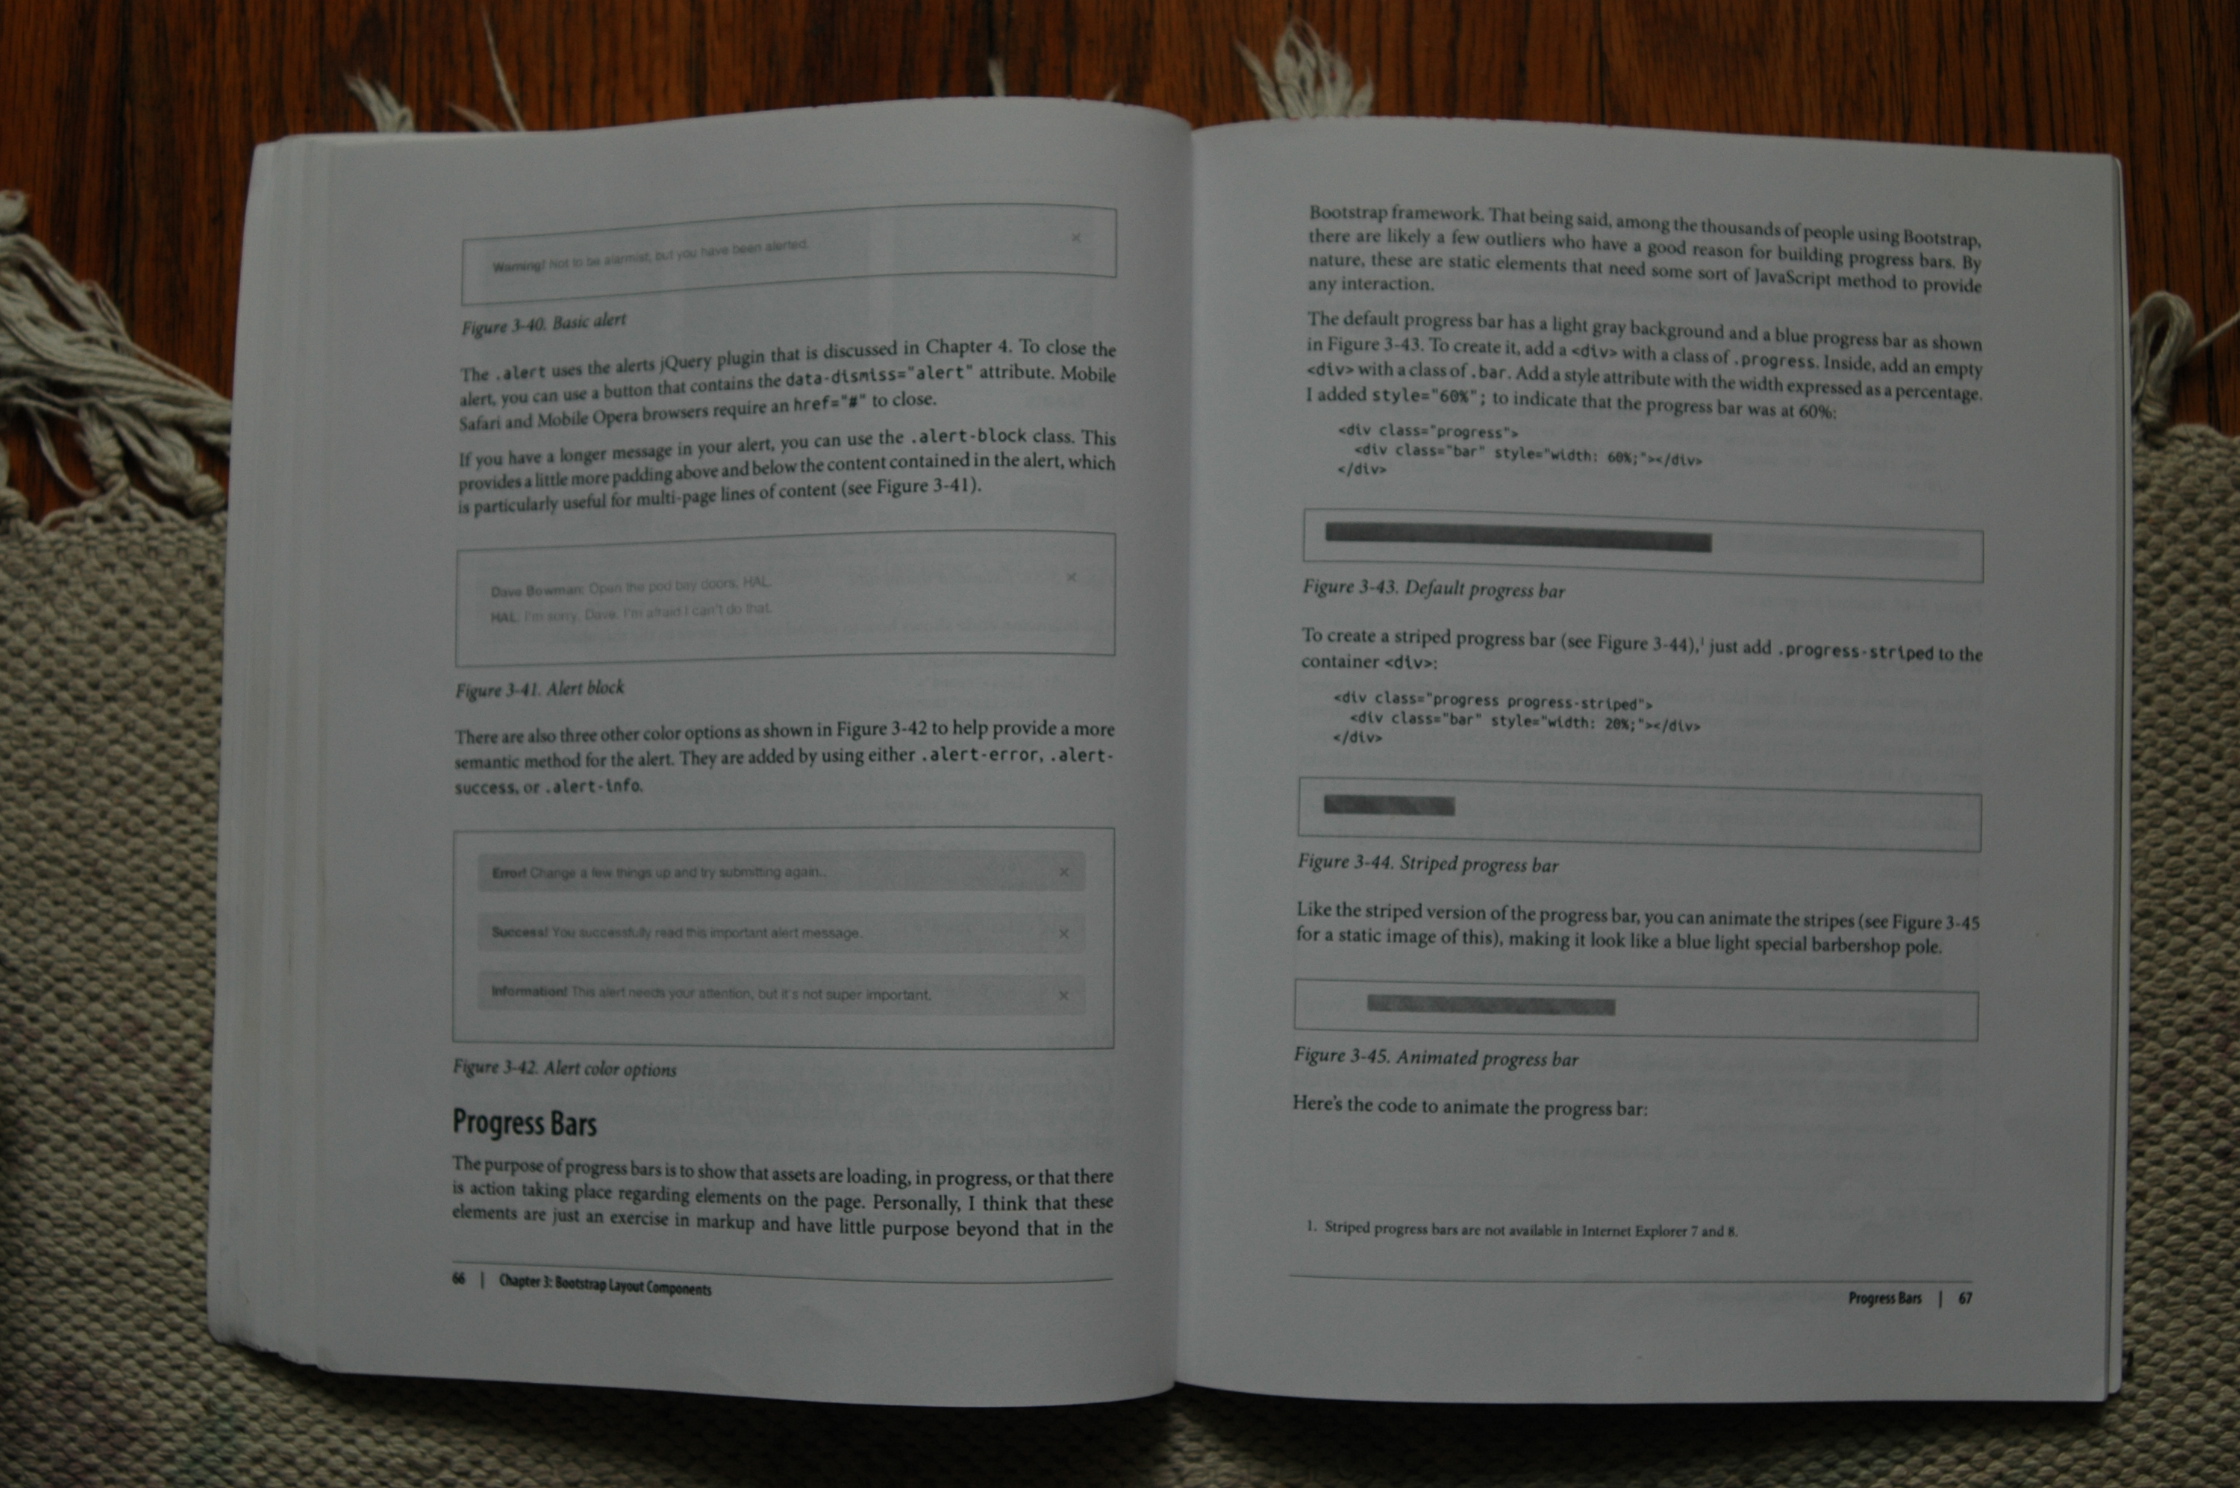 Warning! Not to be alarmist, but you have been alerted. ×
Figure 3-40. Basic alert
The .alert uses the alerts jQuery plugin that is discussed in Chapter 4. To close the
alert, you can use a button that contains the data-dismiss="alert" attribute. Mobile
Safari and Mobile Opera browsers require an href="#" to close.
If you have a longer message in your alert, you can use the .alert-block class. This
provides a little more padding above and below the content contained in the alert, which
is particularly useful for multi-page lines of content (see Figure 3-41).
Dave Bowman: Open the pod bay doors, HAL. ×
HAL: I'm sorry, Dave. I'm afraid I can't do that.
Figure 3-41. Alert block
There are also three other color options as shown in Figure 3-42 to help provide a more
semantic method for the alert. They are added by using either .alert-error, .alert-
success, or .alert-info.
Error! Change a few things up and try submitting again.. ×
Success! You successfully read this important alert message. ×
Information! This alert needs your attention, but it's not super important. ×
Figure 3-42. Alert color options
Progress Bars
The purpose of progress bars is to show that assets are loading, in progress, or that there
is action taking place regarding elements on the page. Personally, I think that these
elements are just an exercise in markup and have little purpose beyond that in the
66 | Chapter 3: Bootstrap Layout Components
Bootstrap framework. That being said, among the thousands of people using Bootstrap,
there are likely a few outliers who have a good reason for building progress bars. By
nature, these are static elements that need some sort of JavaScript method to provide
any interaction.
The default progress bar has a light gray background and a blue progress bar as shown
in Figure 3-43. To create it, add a <div> with a class of .progress. Inside, add an empty
<div> with a class of .bar. Add a style attribute with the width expressed as a percentage.
I added style="60%"; to indicate that the progress bar was at 60%:
<div class="progress">
<div class="bar" style="width: 60%;"></div>
</div>
Figure 3-43. Default progress bar
To create a striped progress bar (see Figure 3-44),1 just add .progress-striped to the
container <div>:
<div class="progress progress-striped">
<div class="bar" style="width: 20%;"></div>
</div>
Figure 3-44. Striped progress bar
Like the striped version of the progress bar, you can animate the stripes (see Figure 3-45
for a static image of this), making it look like a blue light special barbershop pole.
Figure 3-45. Animated progress bar
Here's the code to animate the progress bar:
1. Striped progress bars are not available in Internet Explorer 7 and 8.
Progress Bars | 67